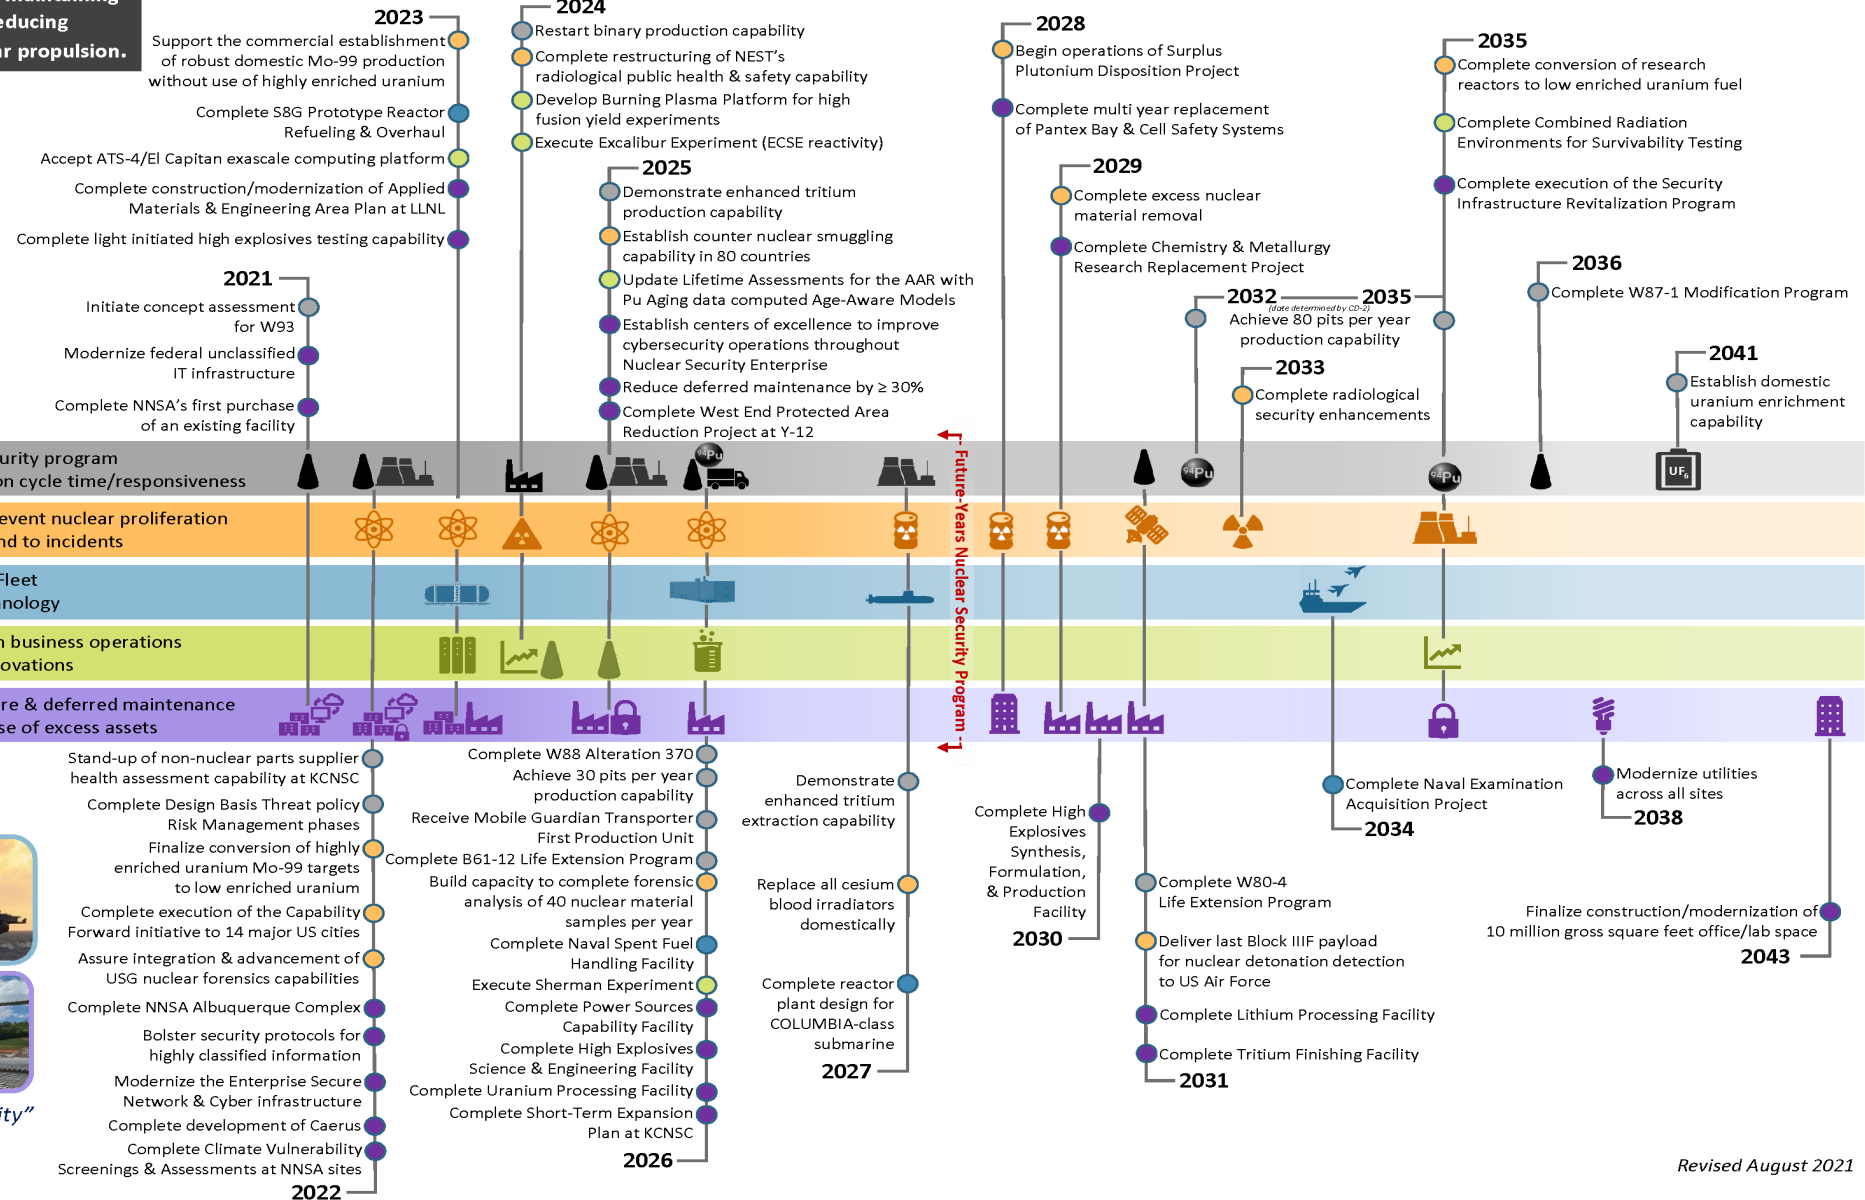 maintaining
educing
ar propulsion.
2023
Support the commercial establishment
of robust domestic Mo-99 production
without use of highly enriched uranium
Complete S8G Prototype Reactor
Refueling & Overhaul
Accept ATS-4/El Capitan exascale computing platform
Complete construction/modernization of Applied
Materials & Engineering Area Plan at LLNL
Complete light initiated high explosives testing capability
2021
Initiate concept assessment
for W93
Modernize federal unclassified
IT infrastructure
Complete NNSA's first purchase
of an existing facility
2024
Restart binary production capability
Complete restructuring of NEST's
radiological public health & safety capability
Develop Burning Plasma Platform for high
fusion yield experiments
Execute Excalibur Experiment (ECSE reactivity)
2025
Demonstrate enhanced tritium
production capability
Establish counter nuclear smuggling
capability in 80 countries
Update Lifetime Assessments for the AAR with
Pu Aging data computed Age-Aware Models
Establish centers of excellence to improve
cybersecurity operations throughout
Nuclear Security Enterprise
Reduce deferred maintenance by ≥ 30%
Complete West End Protected Area
Reduction Project at Y-12
2028
Begin operations of Surplus
Plutonium Disposition Project
Complete multi year replacement
of Pantex Bay & Cell Safety Systems
2029
Complete excess nuclear
material removal
Complete Chemistry & Metallurgy
Research Replacement Project
2032 2035
(date determined by CD-2)
Achieve 80 pits per year
production capability
2033
Complete radiological
security enhancements
2035
Complete conversion of research
reactors to low enriched uranium fuel
Complete Combined Radiation
Environments for Survivability Testing
Complete execution of the Security
Infrastructure Revitalization Program
2036
Complete W87-1 Modification Program
2041
Establish domestic
uranium enrichment
capability
urity program
on cycle time/responsiveness
94Pu
94Pu
94Pu
UF6
event nuclear proliferation
nd to incidents
Fleet
hnology
n business operations
ovations
re & deferred maintenance
se of excess assets
Future-Years Nuclear Security Program
Stand-up of non-nuclear parts supplier
health assessment capability at KCNSC
Complete Design Basis Threat policy
Risk Management phases
Finalize conversion of highly
enriched uranium Mo-99 targets
to low enriched uranium
Complete execution of the Capability
Forward initiative to 14 major US cities
Assure integration & advancement of
USG nuclear forensics capabilities
Complete NNSA Albuquerque Complex
Bolster security protocols for
highly classified information
Modernize the Enterprise Secure
Network & Cyber infrastructure
Complete development of Caerus
Complete Climate Vulnerability
Screenings & Assessments at NNSA sites
2022
ity”
Complete W88 Alteration 370
Achieve 30 pits per year
production capability
Receive Mobile Guardian Transporter
First Production Unit
Complete B61-12 Life Extension Program
Build capacity to complete forensic
analysis of 40 nuclear material
samples per year
Complete Naval Spent Fuel
Handling Facility
Execute Sherman Experiment
Complete Power Sources
Capability Facility
Complete High Explosives
Science & Engineering Facility
Complete Uranium Processing Facility
Complete Short-Term Expansion
Plan at KCNSC
2026
Demonstrate
enhanced tritium
extraction capability
Replace all cesium
blood irradiators
domestically
Complete reactor
plant design for
COLUMBIA-class
submarine
2027
Complete High
Explosives
Synthesis,
Formulation,
& Production
Facility
2030
Complete W80-4
Life Extension Program
Deliver last Block IIIF payload
for nuclear detonation detection
to US Air Force
Complete Lithium Processing Facility
Complete Tritium Finishing Facility
2031
Complete Naval Examination
Acquisition Project
2034
Modernize utilities
across all sites
2038
Finalize construction/modernization of
10 million gross square feet office/lab space
2043
Revised August 2021